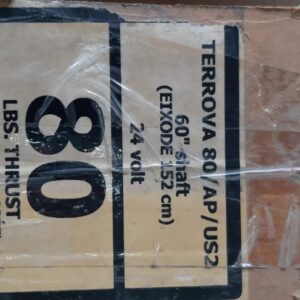 TERROVA 80/AP/US2
60" shaft
(EIXODE 152 cm)
24 volt
80
LBS. THRUST